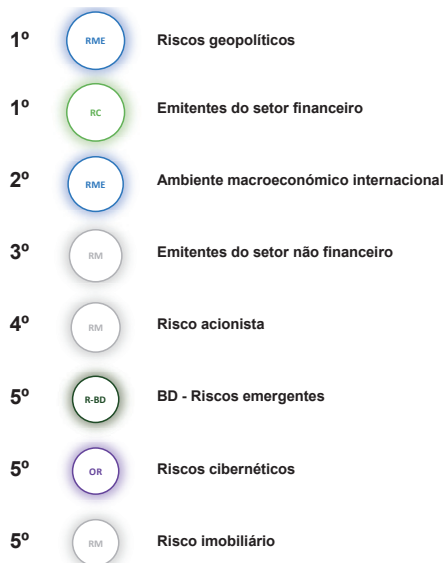 1º RME Riscos geopolíticos
1º RC Emitentes do setor financeiro
2º RME Ambiente macroeconómico internacional
3º RM Emitentes do setor não financeiro
4º RM Risco acionista
5º R-BD BD - Riscos emergentes
5º OR Riscos cibernéticos
5º RM Risco imobiliário